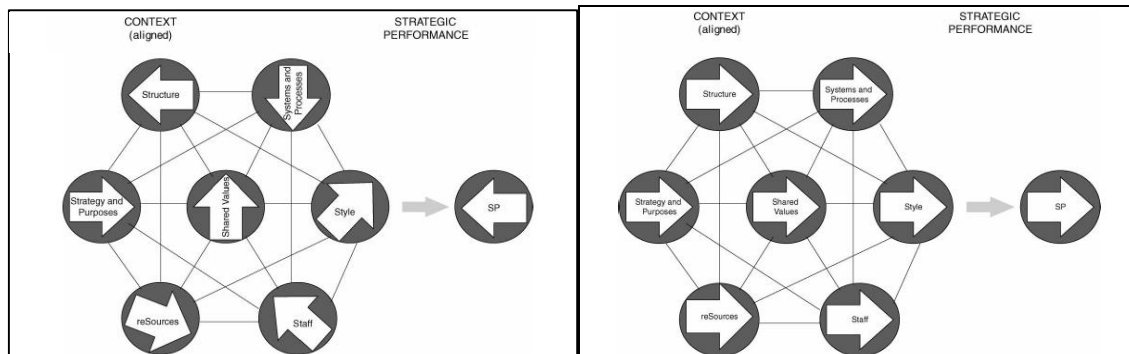 CONTEXT
(aligned)
STRATEGIC
PERFORMANCE
Structure
Systems and
Processes
Strategy and
Purposes
Shared Values
Style
SP
reSources
Staff
CONTEXT
(aligned)
STRATEGIC
PERFORMANCE
Structure
Systems and
Processes
Strategy and
Purposes
Shared
Values
Style
SP
reSources
Staff